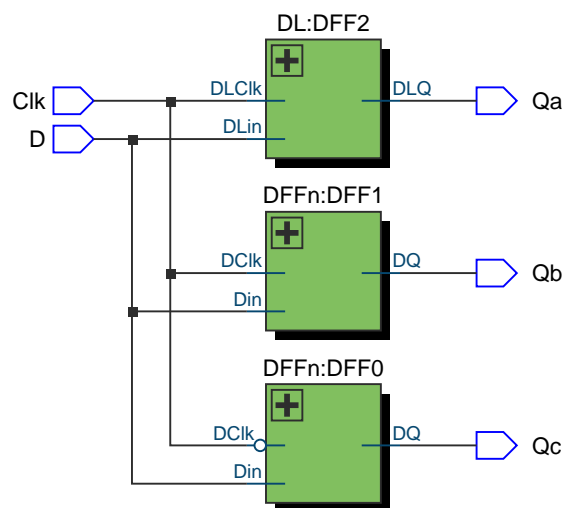 DL:DFF2
Clk DLClk DLQ Qa
D DLin
DFFn:DFF1
DClk DQ Qb
Din
DFFn:DFF0
DClk DQ Qc
Din